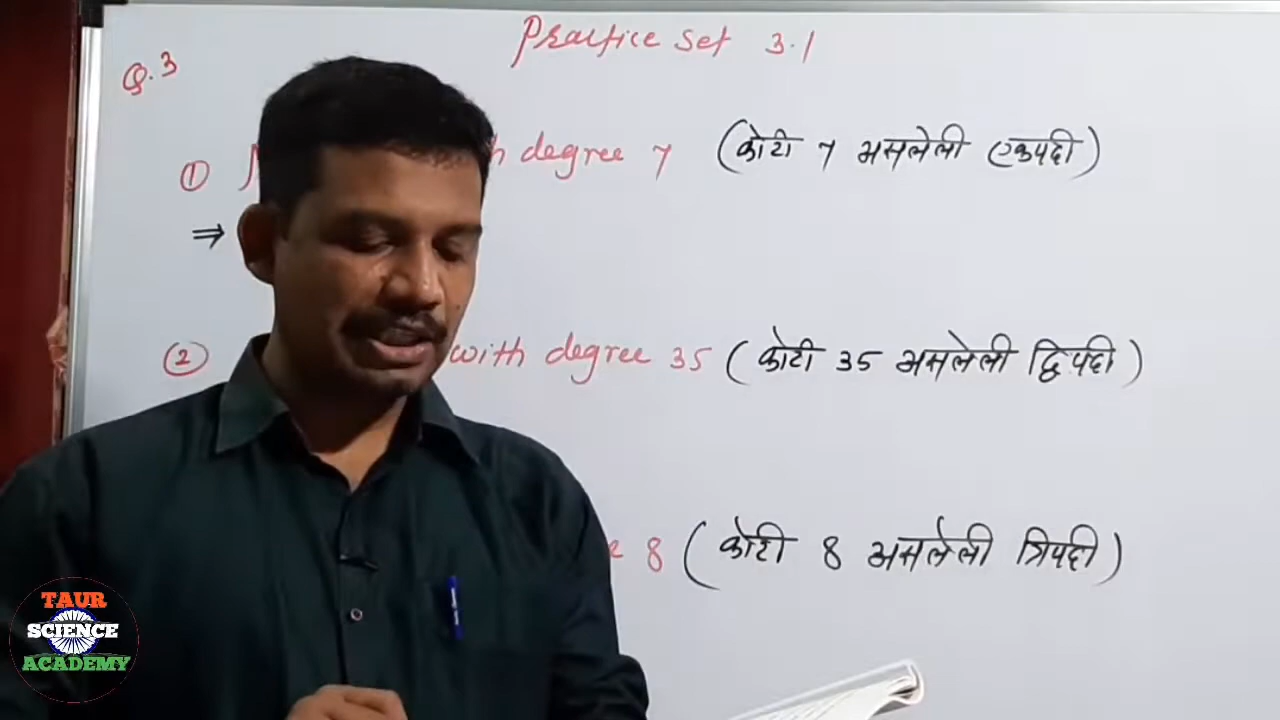 Practice set 3.1
Q.3
① degree 7 (कोटी 7 असलेली एकपदी)
⇒
② with degree 35 (कोटी 35 असलेली द्विपदी)
8 (कोटी 8 असलेली त्रिपदी)
TAUR
SCIENCE
ACADEMY